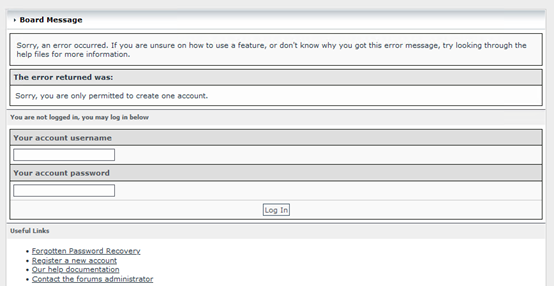 Board Message
Sorry, an error occurred. If you are unsure on how to use a feature, or don't know why you got this error message, try looking through the
help files for more information.
The error returned was:
Sorry, you are only permitted to create one account.
You are not logged in, you may log in below
Your account username
Your account password
Log In
Useful Links
Forgotten Password Recovery
Register a new account
Our help documentation
Contact the forums administrator